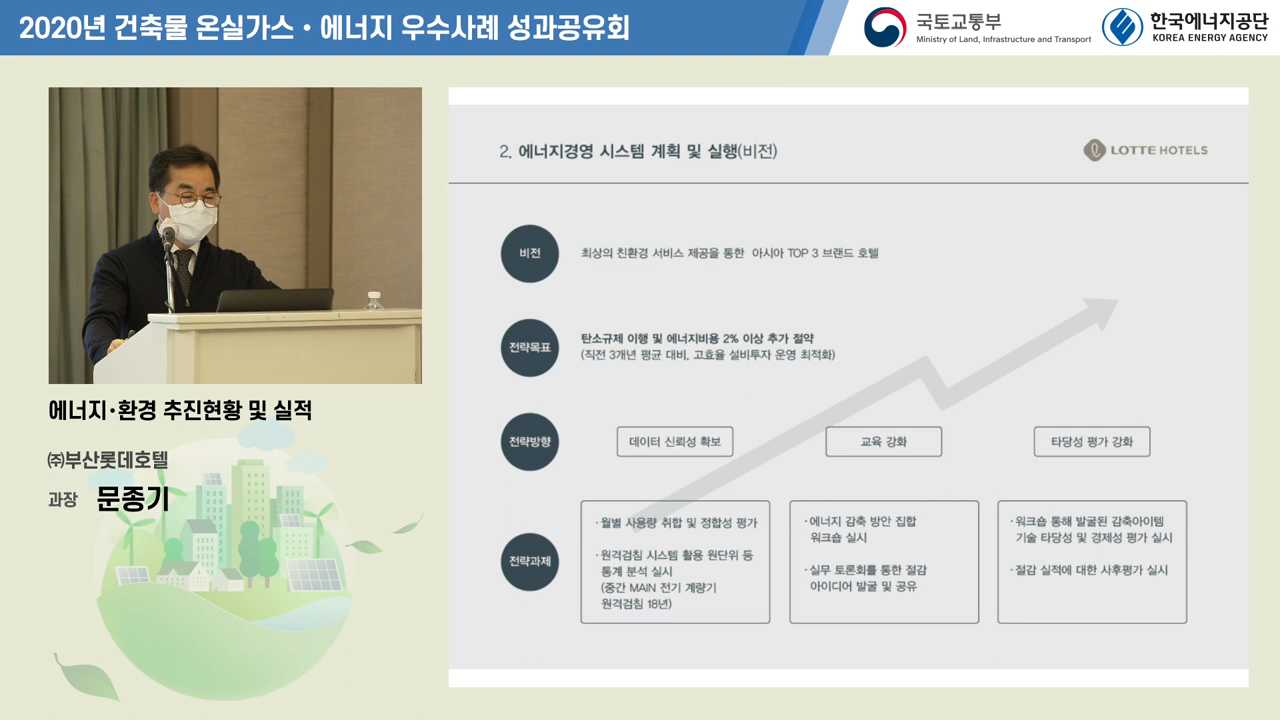 2020년 건축물 온실가스 · 에너지 우수사례 성과공유회
국토교통부
Ministry of Land, Infrastructure and Transport
한국에너지공단
KOREA ENERGY AGENCY
에너지·환경 추진현황 및 실적
㈜부산롯데호텔
과장 문종기
2. 에너지경영 시스템 계획 및 실행(비전)
LOTTE HOTELS
비전
최상의 친환경 서비스 제공을 통한 아시아 TOP 3 브랜드 호텔
전략목표
탄소규제 이행 및 에너지비용 2% 이상 추가 절약
(직전 3개년 평균 대비, 고효율 설비투자 운영 최적화)
전략방향
데이터 신뢰성 확보
교육 강화
타당성 평가 강화
전략과제
· 월별 사용량 취합 및 정합성 평가
· 원격검침 시스템 활용 원단위 등
통계 분석 실시
(중간 MAIN 전기 계량기
원격검침 18년)
· 에너지 감축 방안 집합
워크숍 실시
· 실무 토론회를 통한 절감
아이디어 발굴 및 공유
· 워크숍 통해 발굴된 감축아이템
기술 타당성 및 경제성 평가 실시
· 절감 실적에 대한 사후평가 실시